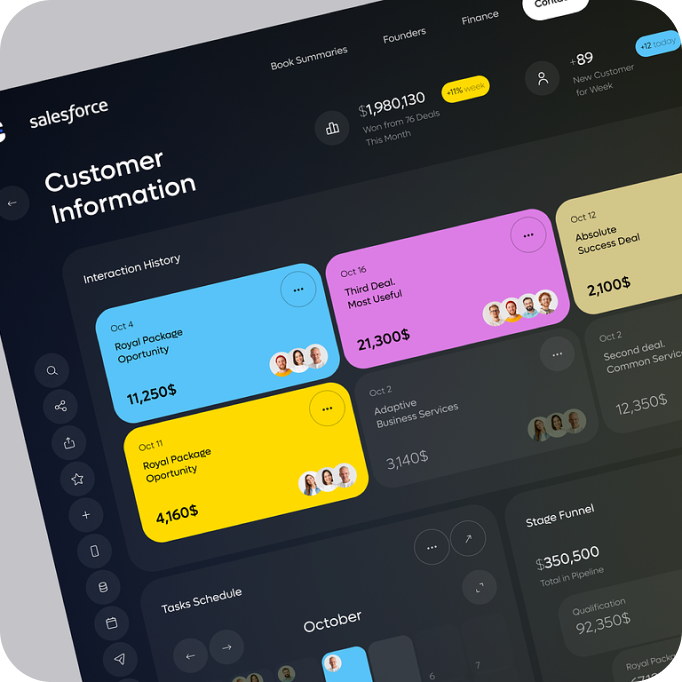 Book Summaries
Founders
Finance
salesforce
$1,980,130
+11% week
Won from 76 Deals
This Month
+89
+12 today
New Customer
for Week
Customer
Information
Interaction History
Oct 4
Royal Package
Oportunity
11,250$
Oct 16
Third Deal.
Most Useful
21,300$
Oct 12
Absolute
Success Deal
2,100$
Oct 11
Royal Package
Oportunity
4,160$
Oct 2
Adaptive
Business Services
3,140$
Oct 2
Second deal.
Common
12,350$
Tasks Schedule
October
6
7
Stage Funnel
$350,500
Total in Pipeline
Qualification
92,350$
Royal